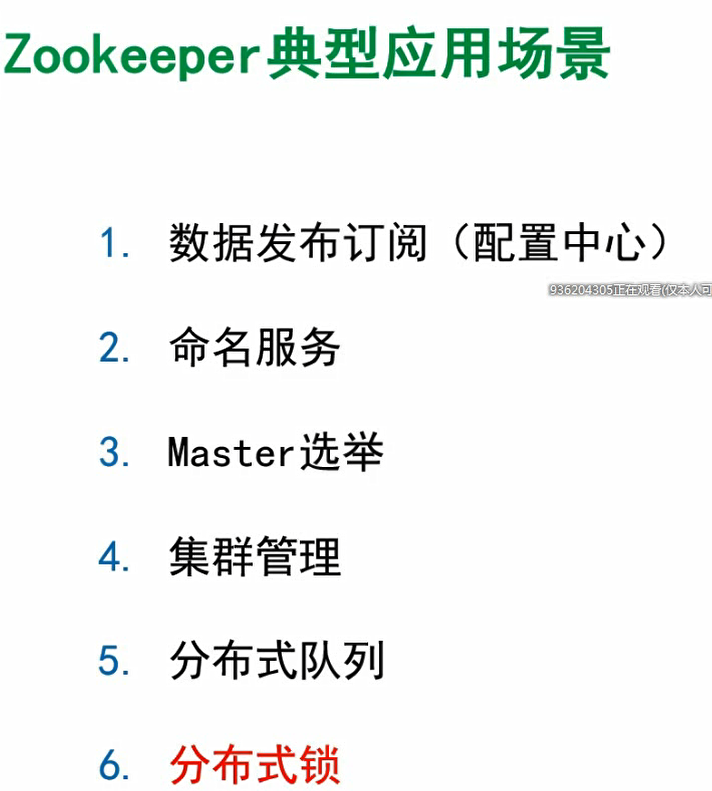 Zookeeper典型应用场景
1. 数据发布订阅（配置中心）
936204305正在观看(仅本人可
2. 命名服务
3. Master选举
4. 集群管理
5. 分布式队列
6. 分布式锁